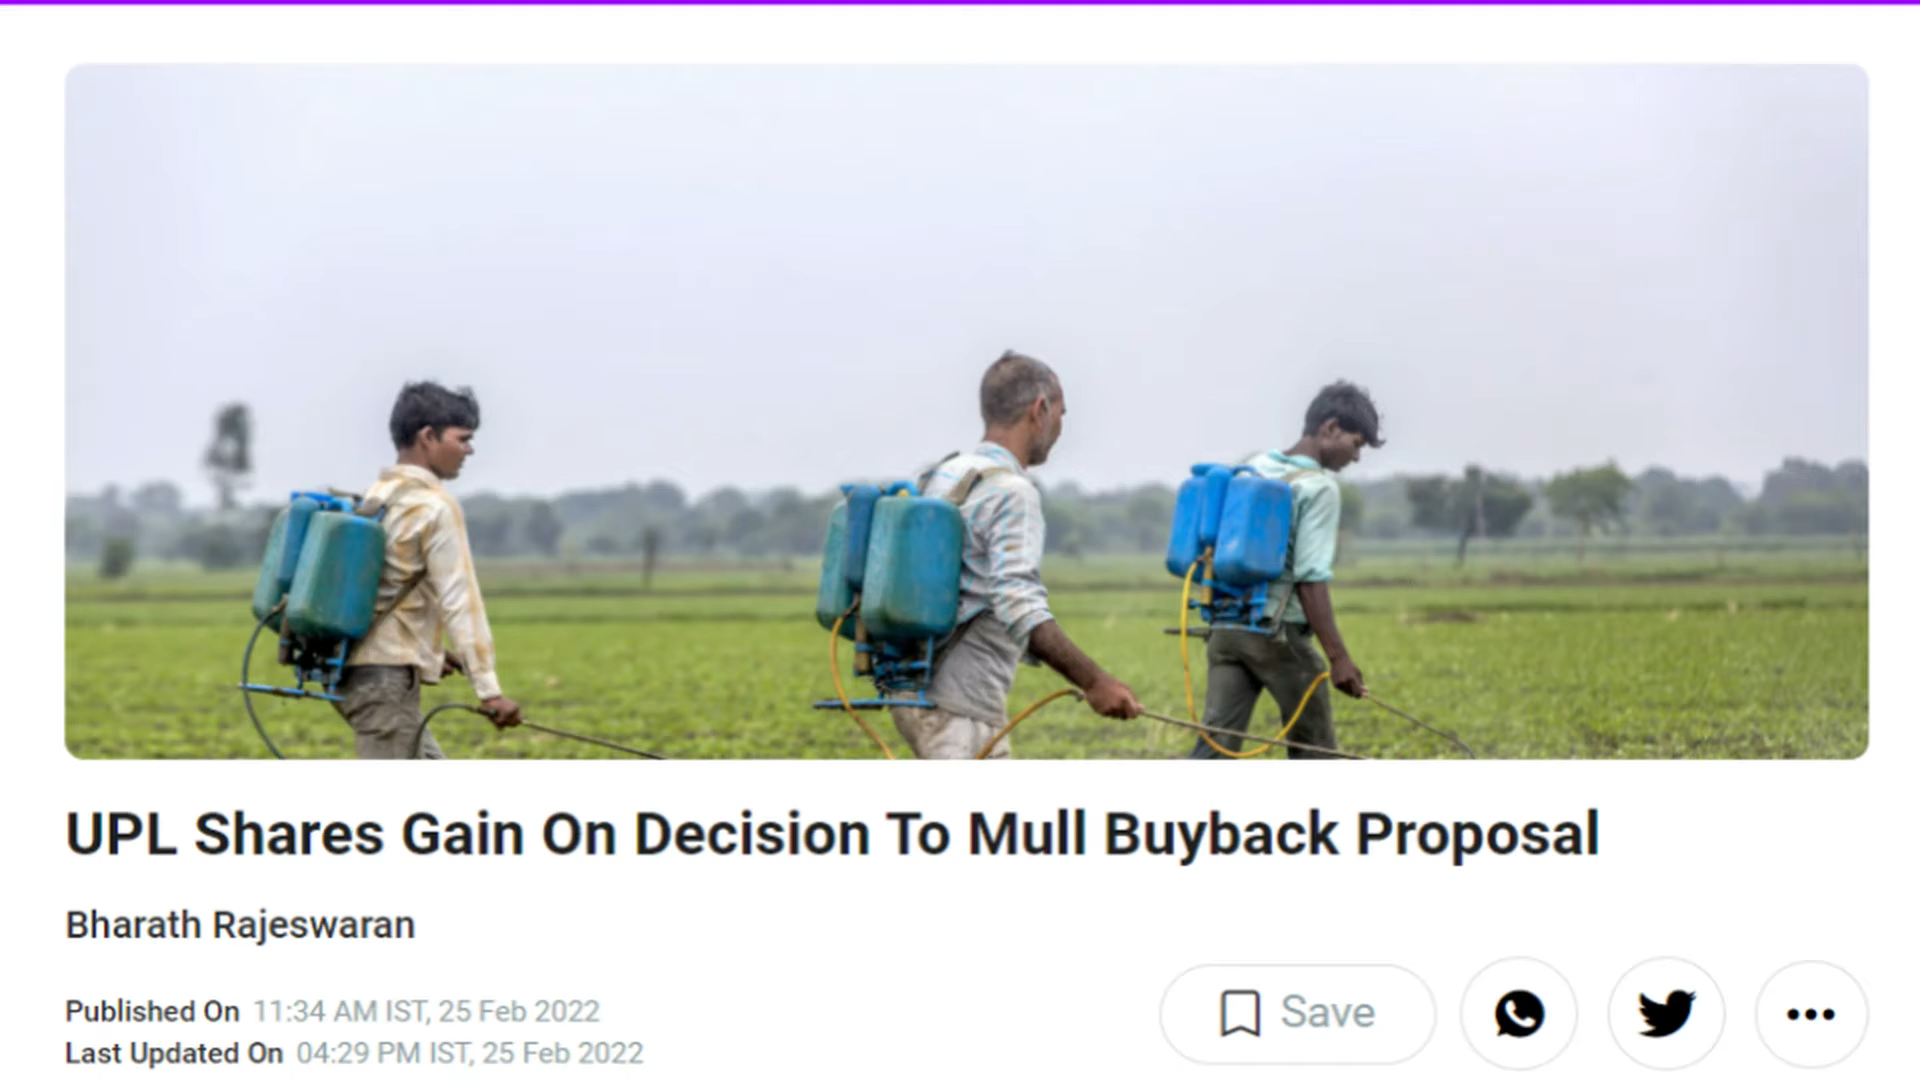 UPL Shares Gain On Decision To Mull Buyback Proposal
Bharath Rajeswaran
Published On 11:34 AM IST, 25 Feb 2022
Last Updated On 04:29 PM IST, 25 Feb 2022
Save